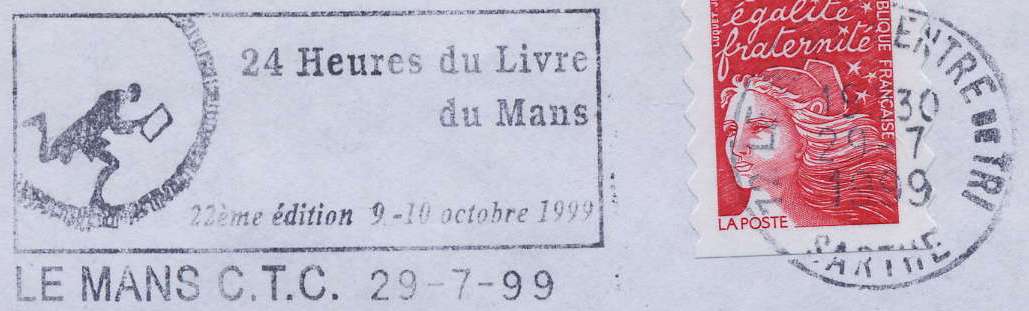 24 Heures du Livre
du Mans
22ème édition 9-10 octobre 1999
LE MANS C.T.C. 29-7-99
égalité
fraternité
RÉPUBLIQUE FRANÇAISE
LA POSTE
CENTRE TRI
30
29-7
1999
SARTHE